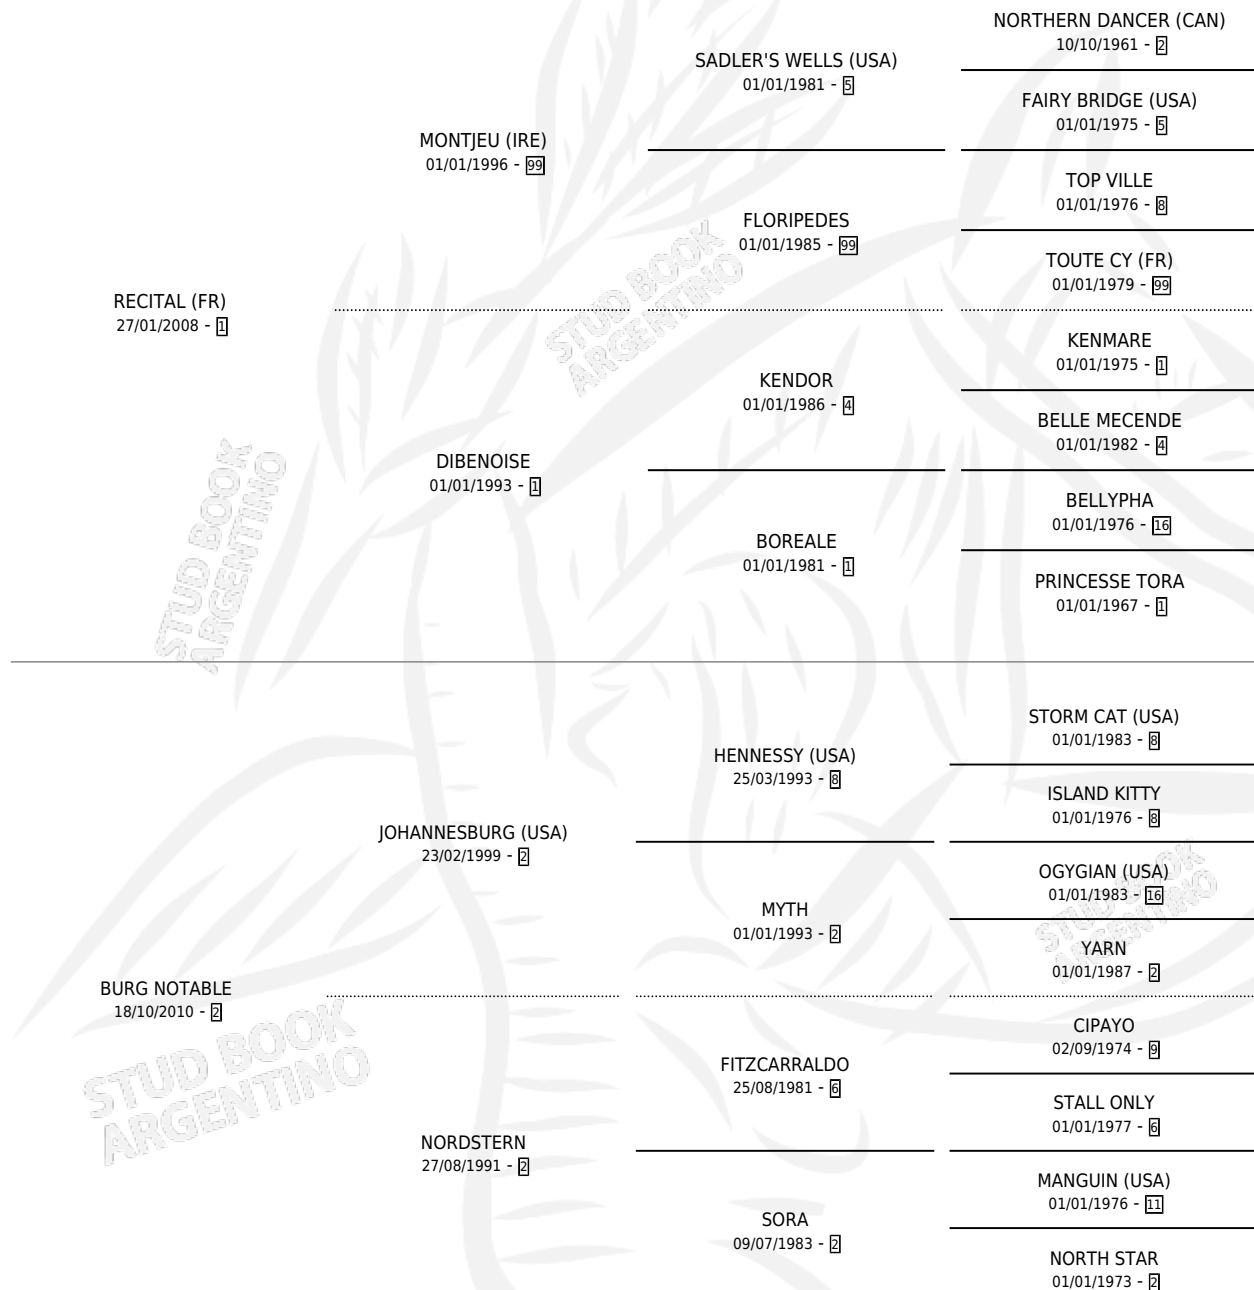 NORTHERN DANCER (CAN)
10/10/1961 - 2
SADLER'S WELLS (USA)
01/01/1981 - 5
FAIRY BRIDGE (USA)
01/01/1975 - 5
MONTJEU (IRE)
01/01/1996 - 99
TOP VILLE
01/01/1976 - 8
FLORIPEDES
01/01/1985 - 99
TOUTE CY (FR)
01/01/1979 - 99
RECITAL (FR)
27/01/2008 - 1
KENMARE
01/01/1975 - 1
KENDOR
01/01/1986 - 4
BELLE MECENDE
01/01/1982 - 4
DIBENOISE
01/01/1993 - 1
BELLYPHA
01/01/1976 - 16
BOREALE
01/01/1981 - 1
PRINCESSE TORA
01/01/1967 - 1
STORM CAT (USA)
01/01/1983 - 8
HENNESSY (USA)
25/03/1993 - 8
ISLAND KITTY
01/01/1976 - 8
JOHANNESBURG (USA)
23/02/1999 - 2
OGYGIAN (USA)
01/01/1983 - 16
MYTH
01/01/1993 - 2
YARN
01/01/1987 - 2
BURG NOTABLE
18/10/2010 - 2
CIPAYO
02/09/1974 - 9
FITZCARRALDO
25/08/1981 - 6
STALL ONLY
01/01/1977 - 6
NORDSTERN
27/08/1991 - 2
MANGUIN (USA)
01/01/1976 - 11
SORA
09/07/1983 - 2
NORTH STAR
01/01/1973 - 2
STUD BOOK
ARGENTINO
STUD BOOK
ARGENTINO
STUD BOOK
ARGENTINO
STUD BOOK
ARGENTINO